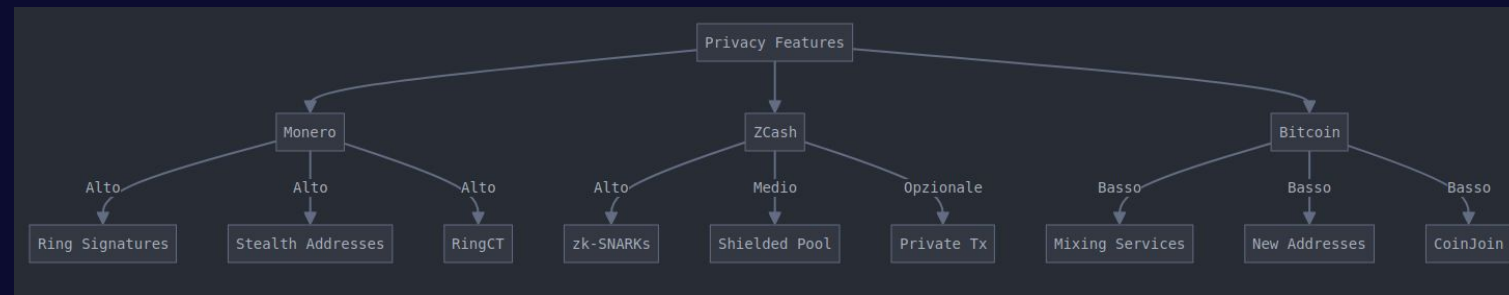 Privacy Features
Monero
ZCash
Bitcoin
Alto
Alto
Alto
Alto
Medio
Opzionale
Basso
Basso
Basso
Ring Signatures
Stealth Addresses
RingCT
zk-SNARKs
Shielded Pool
Private Tx
Mixing Services
New Addresses
CoinJoin